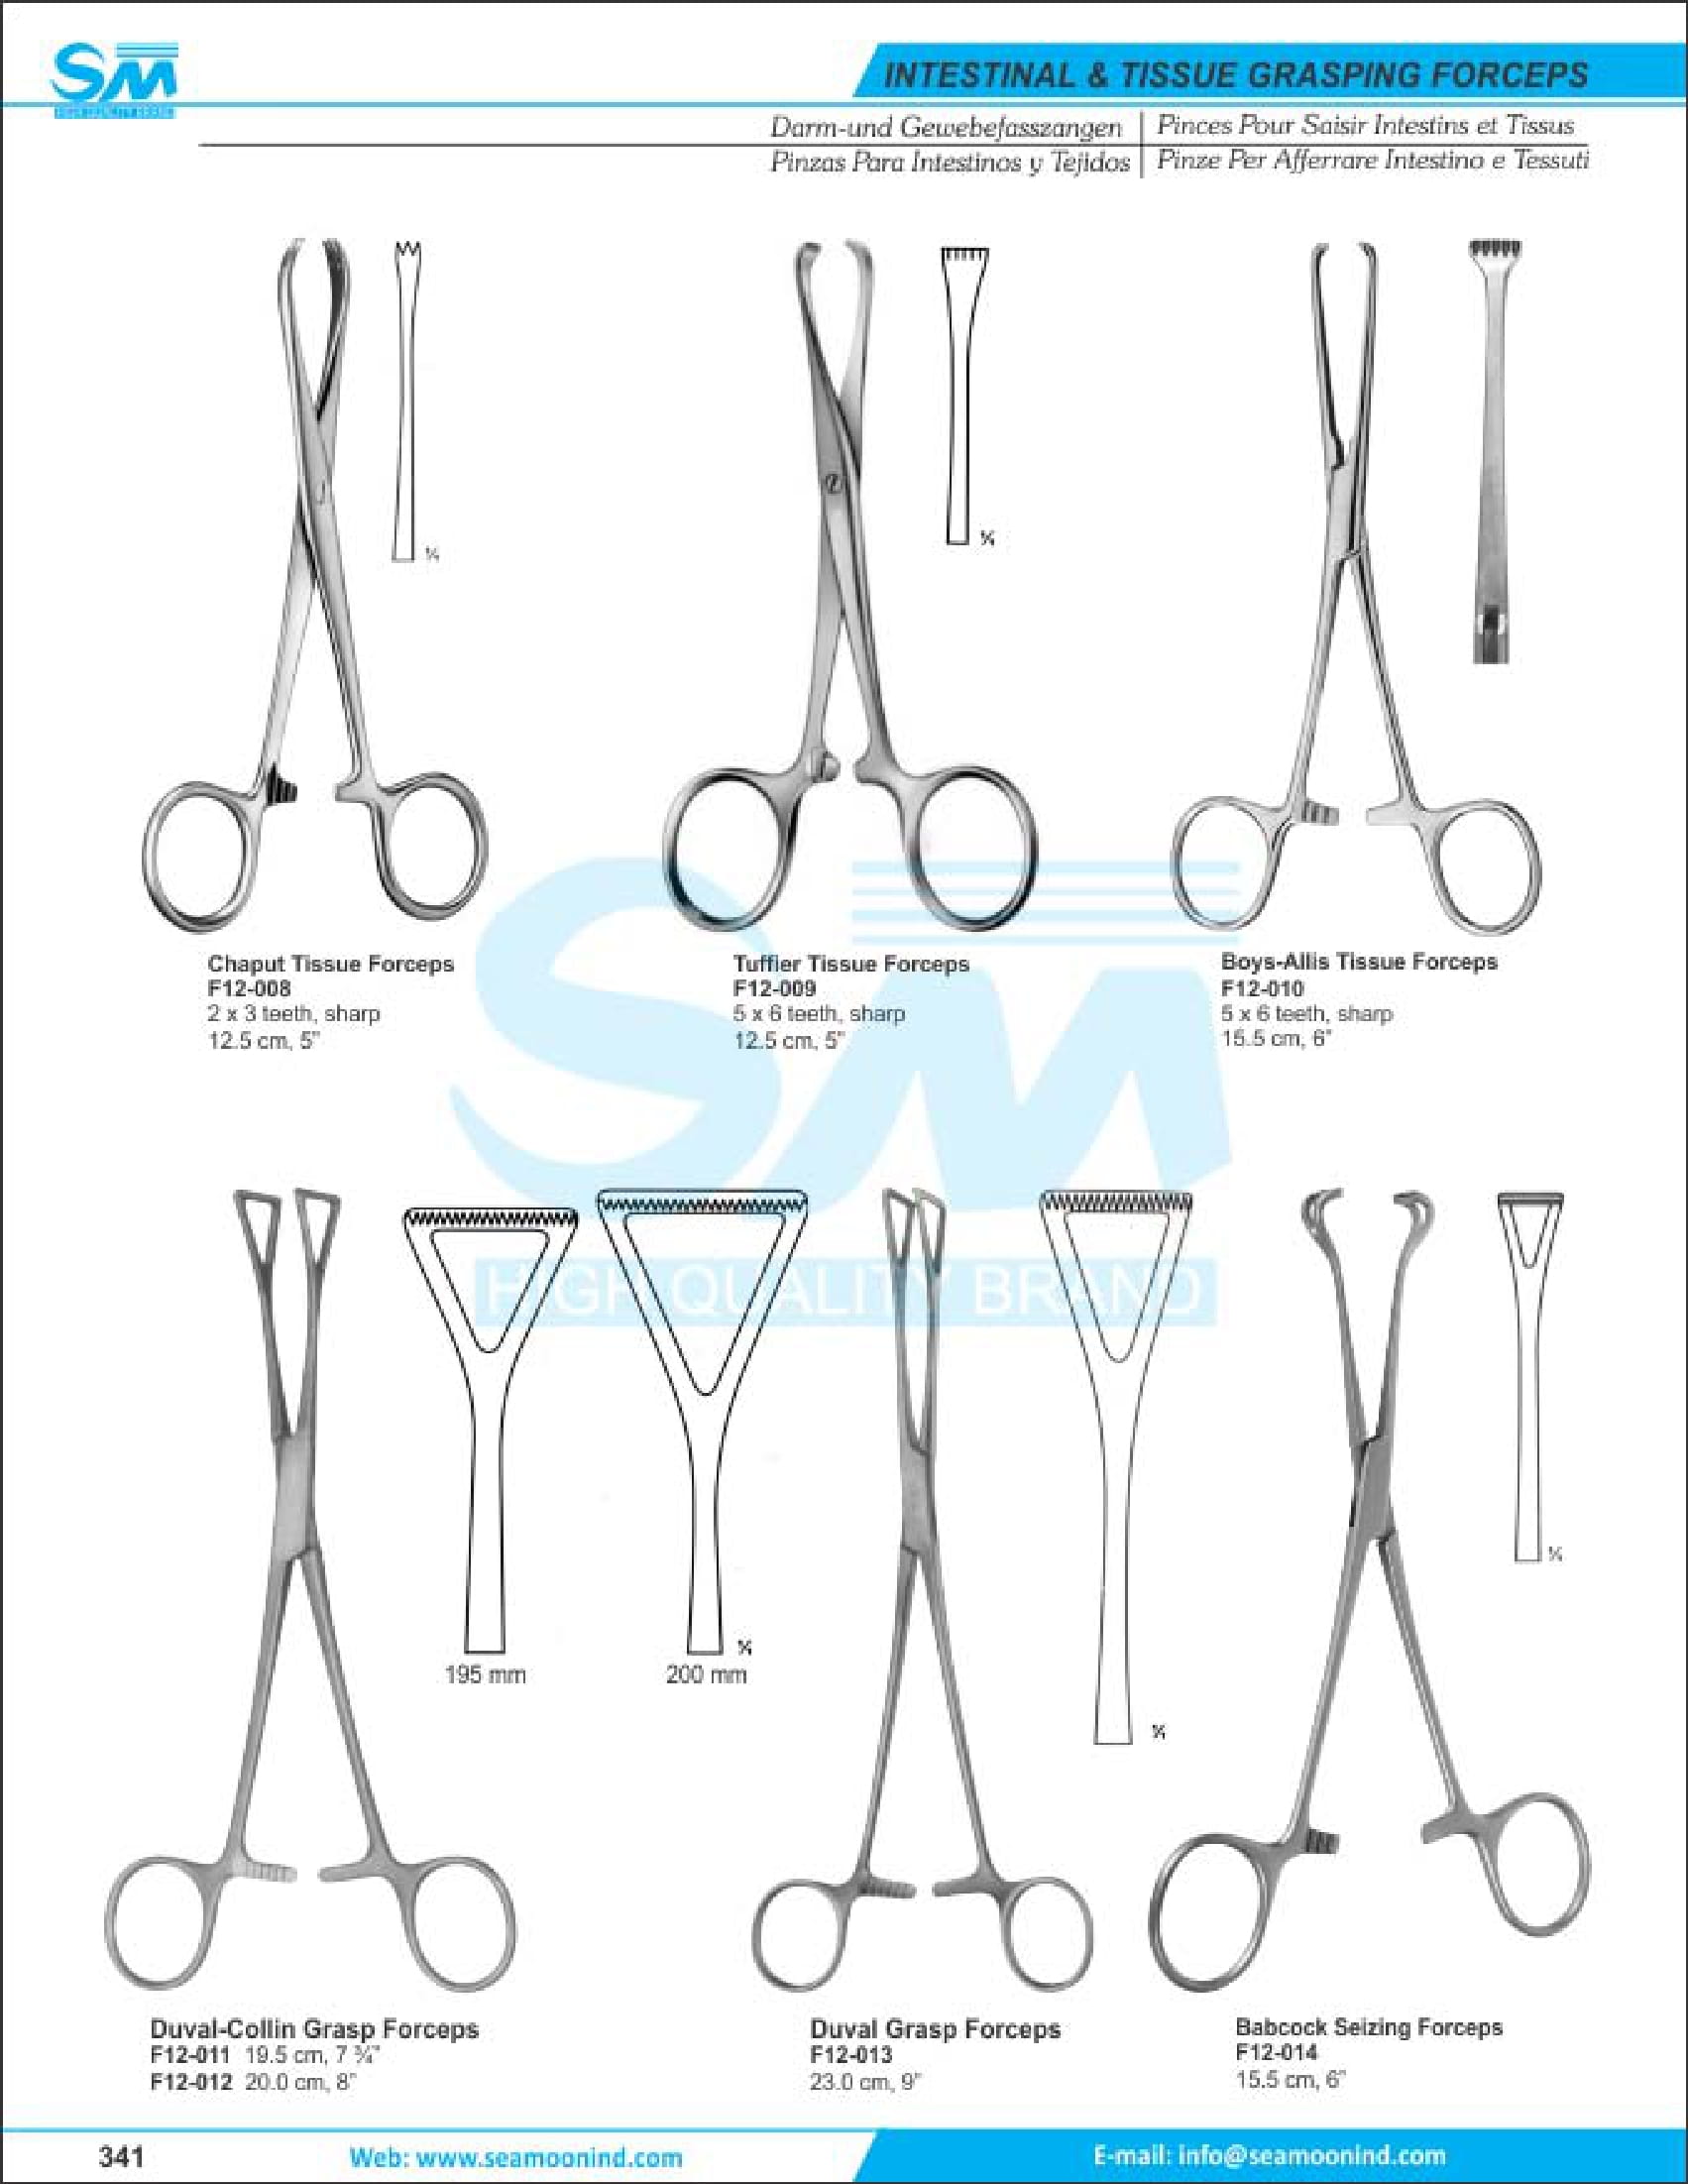 SM
INTESTINAL & TISSUE GRASPING FORCEPS
Darm-und Gewebefasszangen
Pinces Pour Saisir Intestins et Tissus
Pinzas Para Intestinos y Tejidos
Pinze Per Afferrare Intestino e Tessuti
Chaput Tissue Forceps
F12-008
2 x 3 teeth, sharp
12.5 cm, 5"
Tuffier Tissue Forceps
F12-009
5 x 6 teeth, sharp
12.5 cm, 5"
Boys-Allis Tissue Forceps
F12-010
5 x 6 teeth, sharp
15.5 cm, 6"
SM
HIGH QUALITY BRAND
195 mm
200 mm
Duval-Collin Grasp Forceps
F12-011 19.5 cm, 7 ¾"
F12-012 20.0 cm, 8"
Duval Grasp Forceps
F12-013
23.0 cm, 9"
Babcock Seizing Forceps
F12-014
15.5 cm, 6"
341
Web: www.seamoonind.com
E-mail: info@seamoonind.com